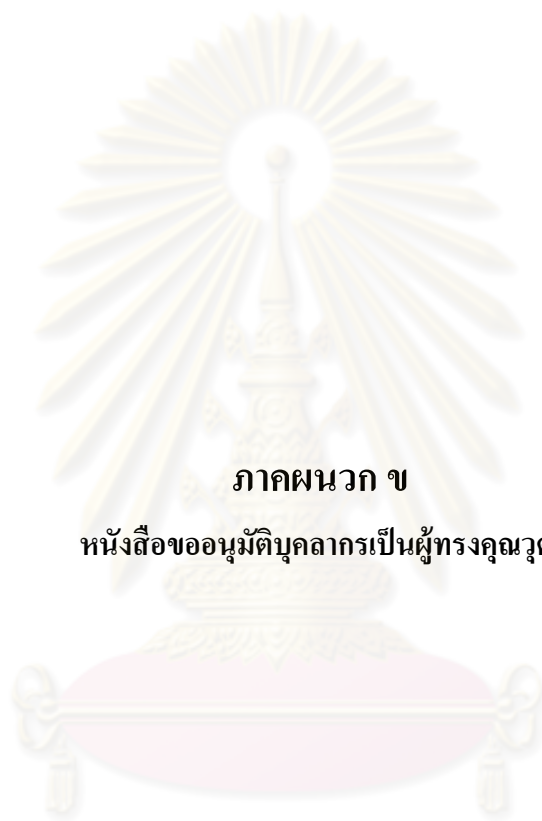 ภาคผนวก ข
หนังสือขออนุมัติบุคลากรเป็นผู้ทรงคุณวุ